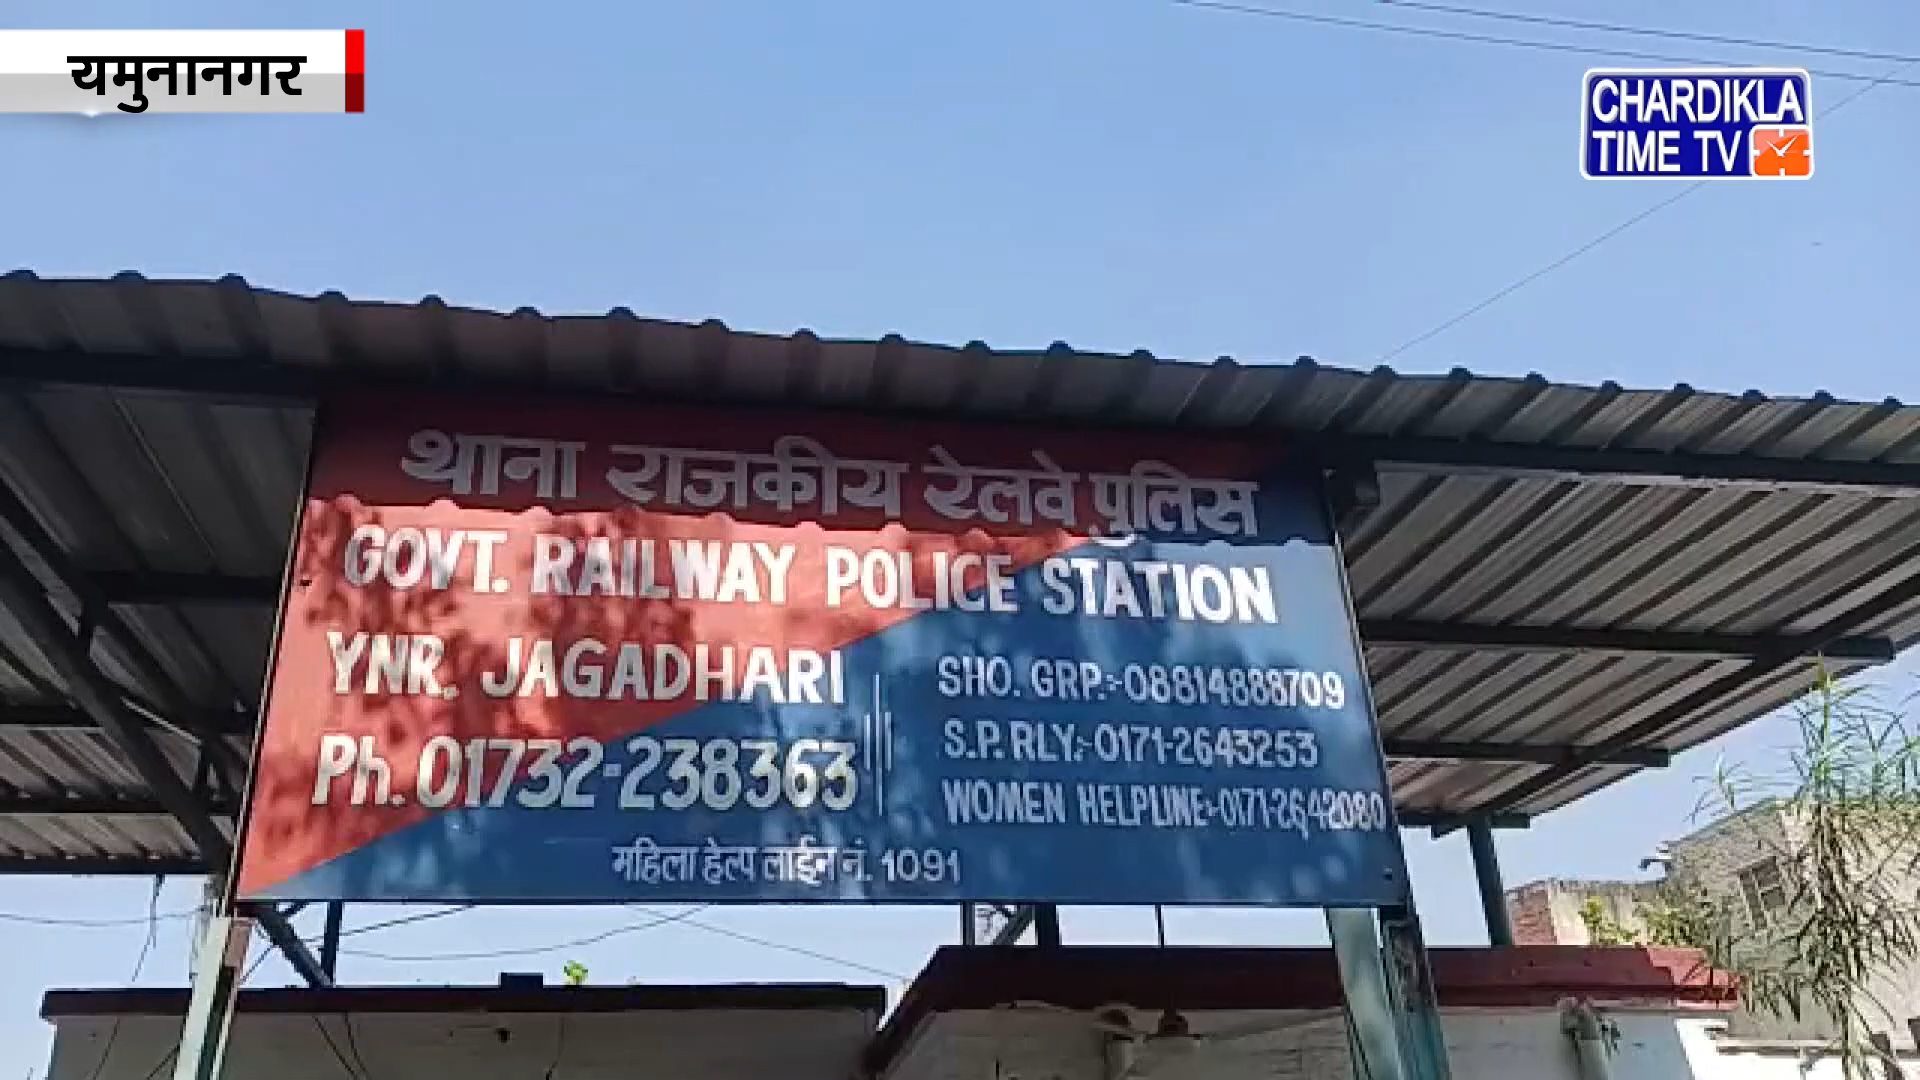 यमुनानगर
CHARDIKLA
TIME TV
थाना राजकीय रेलवे पुलिस
GOVT. RAILWAY POLICE STATION
YNR. JAGADHARI
Ph. 01732-238363
SHO. GRP.:-08814888709
S.P. RLY:-0171-2643253
WOMEN HELPLINE:-0171-2642080
महिला हेल्प लाईन नं. 1091